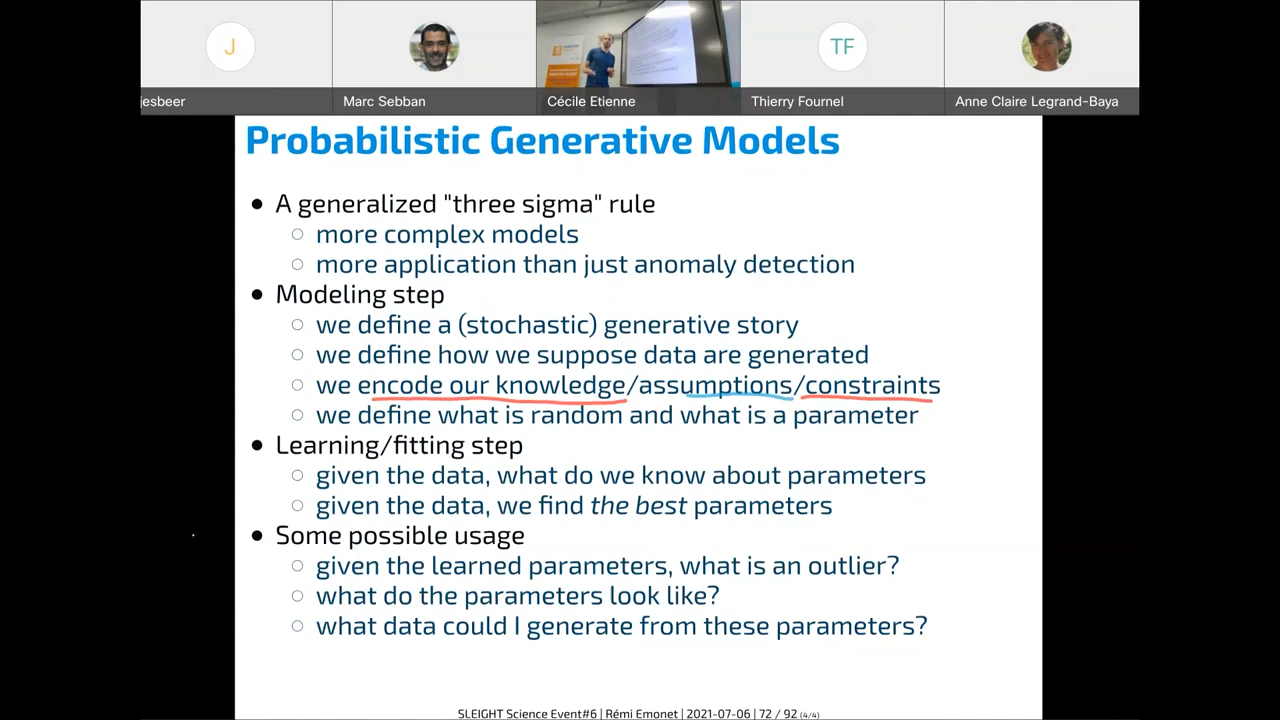 J
TF
jesbeer
Marc Sebban
Cécile Etienne
Thierry Fournel
Anne Claire Legrand-Baya
Probabilistic Generative Models
• A generalized "three sigma" rule
○ more complex models
○ more application than just anomaly detection
• Modeling step
○ we define a (stochastic) generative story
○ we define how we suppose data are generated
○ we encode our knowledge/assumptions/constraints
○ we define what is random and what is a parameter
• Learning/fitting step
○ given the data, what do we know about parameters
○ given the data, we find the best parameters
• Some possible usage
○ given the learned parameters, what is an outlier?
○ what do the parameters look like?
○ what data could I generate from these parameters?
SLEIGHT Science Event#6 | Rémi Emonet | 2021-07-06 | 72 / 92 (4/4)